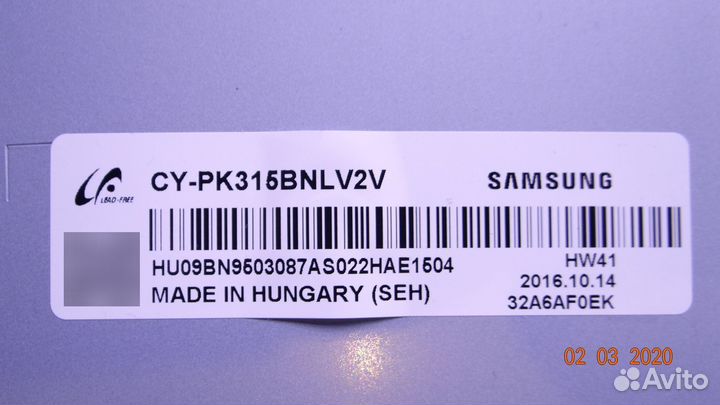 CY-PK315BNLV2V SAMSUNG
LEAD-FREE
HU09BN9503087AS022HAE1504 HW41
2016.10.14
MADE IN HUNGARY (SEH) 32A6AF0EK
02 03 2020
Avito